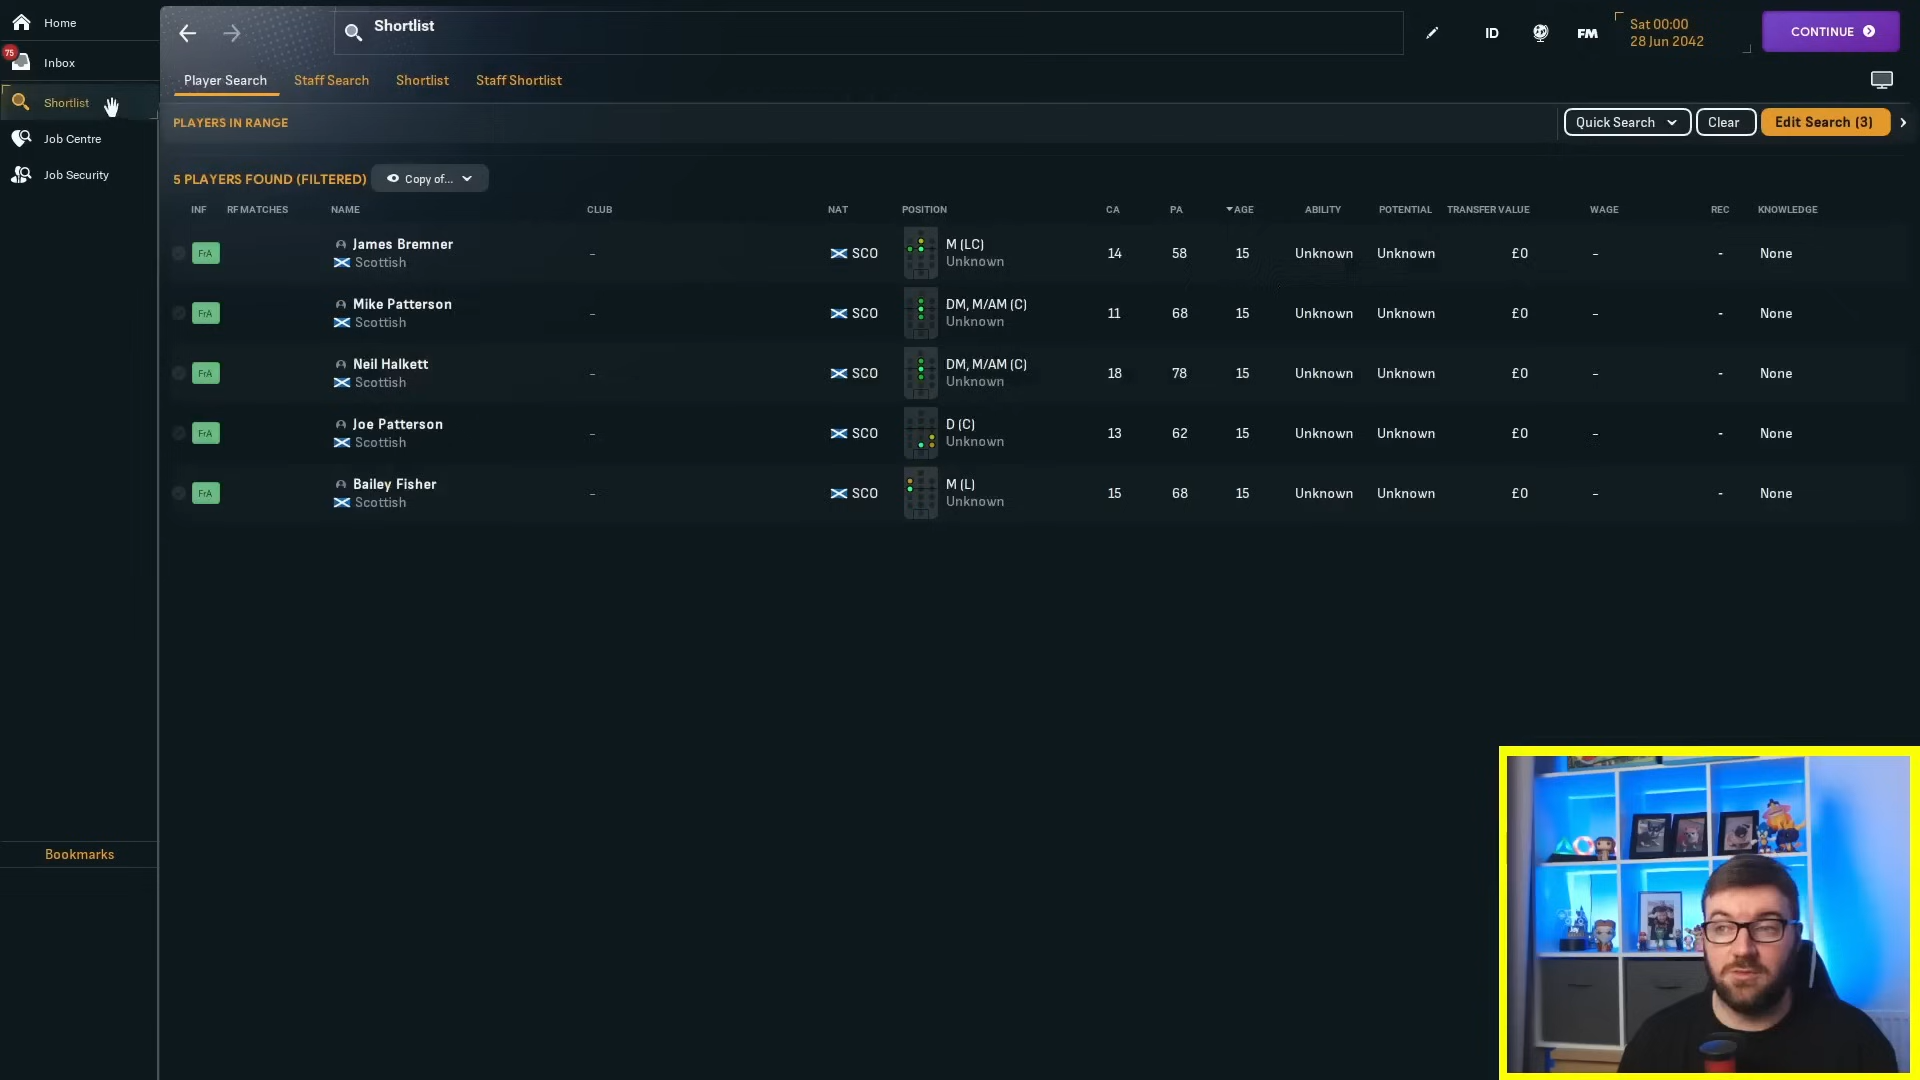 Home
75
Inbox
Shortlist
Job Centre
Job Security
Bookmarks
Shortlist
ID
FM
Sat 00:00
28 Jun 2042
CONTINUE
Player Search Staff Search Shortlist Staff Shortlist
PLAYERS IN RANGE
Quick Search Clear Edit Search (3)
5 PLAYERS FOUND (FILTERED) Copy of...
INF RF MATCHES NAME CLUB NAT POSITION CA PA AGE ABILITY POTENTIAL TRANSFER VALUE WAGE REC KNOWLEDGE
FrA James Bremner - SCO M (LC) 14 58 15 Unknown Unknown £0 - - None
Scottish Unknown
FrA Mike Patterson - SCO DM, M/AM (C) 11 68 15 Unknown Unknown £0 - - None
Scottish Unknown
FrA Neil Halkett - SCO DM, M/AM (C) 18 78 15 Unknown Unknown £0 - - None
Scottish Unknown
FrA Joe Patterson - SCO D (C) 13 62 15 Unknown Unknown £0 - - None
Scottish Unknown
FrA Bailey Fisher - SCO M (L) 15 68 15 Unknown Unknown £0 - - None
Scottish Unknown